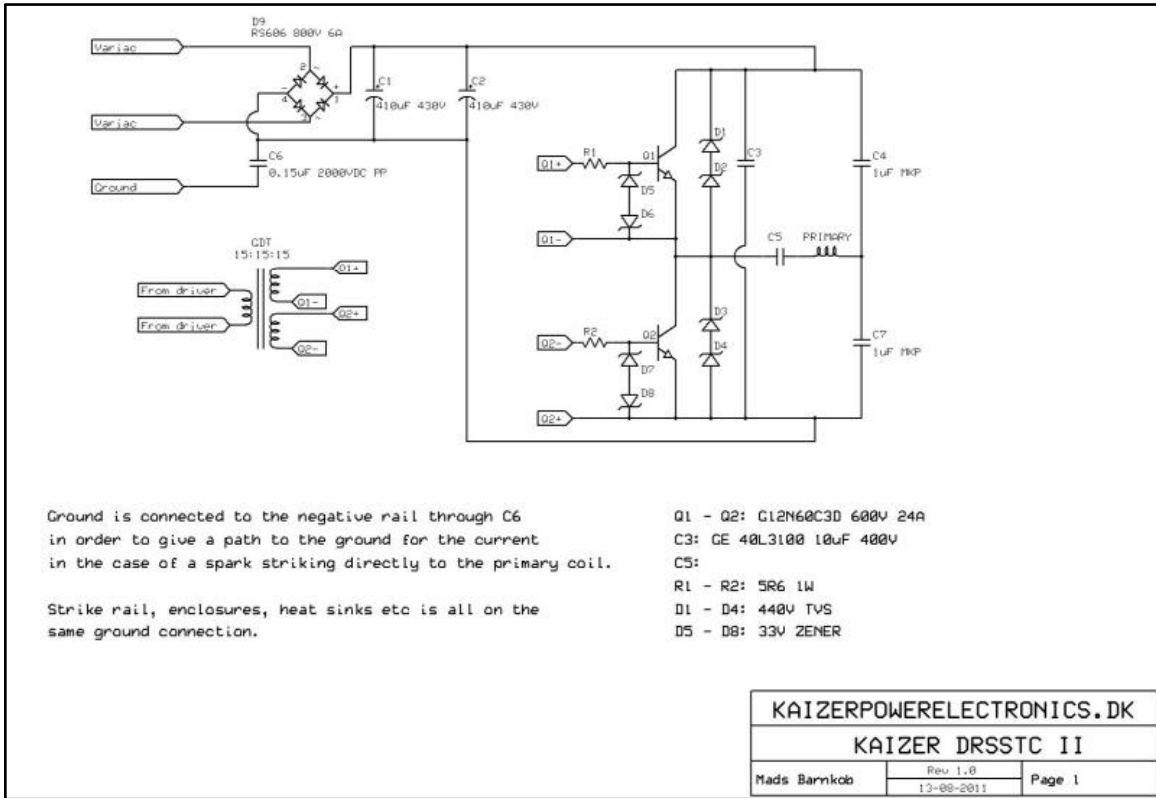 D9
RS606 800V 6A
Variac
2 ~
- +
4 1
3 ~
C1
410uF 430V
C2
410uF 430V
Variac
C6
0.15uF 2000VDC PP
Ground
R1
Q1+
Q1
D1
D2
D5
D6
C3
C4
1uF MKP
Q1-
C5
PRIMARY
GDT
15:15:15
Q1+
From driver
Q1-
Q2+
From driver
Q2-
R2
Q2-
Q2
D3
D4
D7
D8
C7
1uF MKP
Q2+
Ground is connected to the negative rail through C6
in order to give a path to the ground for the current
in the case of a spark striking directly to the primary coil.
Strike rail, enclosures, heat sinks etc is all on the
same ground connection.
Q1 - Q2: G12N60C3D 600V 24A
C3: GE 40L3100 10uF 400V
C5:
R1 - R2: 5R6 1W
D1 - D4: 440V TVS
D5 - D8: 33V ZENER
KAIZERPOWERELECTRONICS.DK
KAIZER DRSSTC II
Mads Barnkob
Rev 1.0
13-08-2011
Page 1